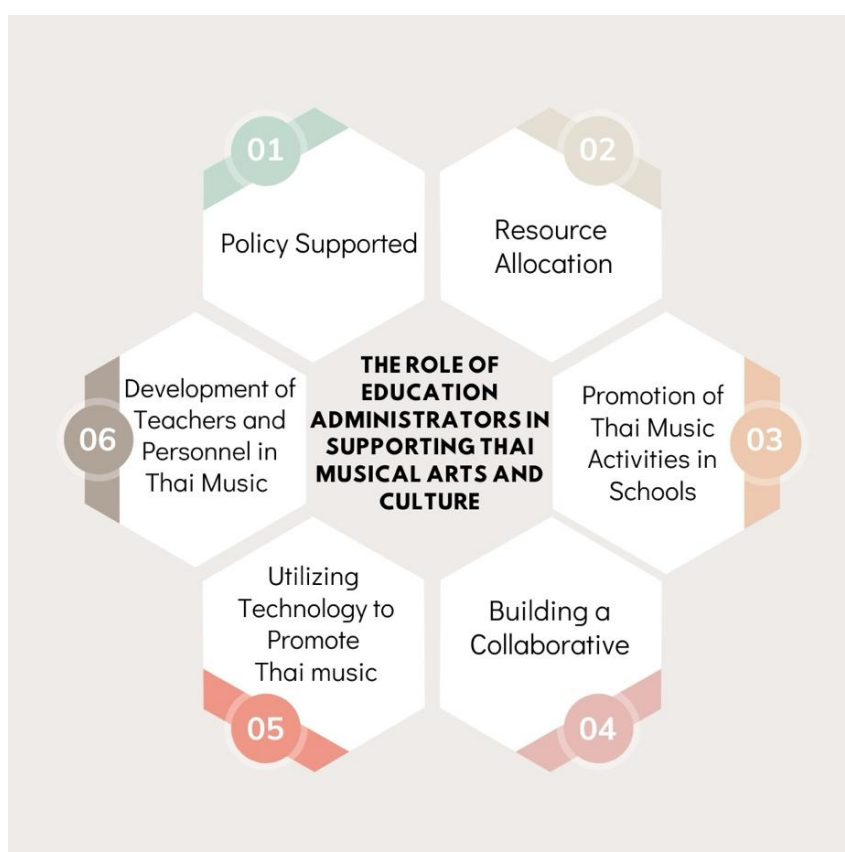 01
Policy Supported
02
Resource
Allocation
THE ROLE OF
EDUCATION
ADMINISTRATORS IN
SUPPORTING THAI
MUSICAL ARTS AND
CULTURE
03
Promotion of
Thai Music
Activities in
Schools
04
Building a
Collaborative
05
Utilizing
Technology to
Promote
Thai music
06
Development of
Teachers and
Personnel in
Thai Music